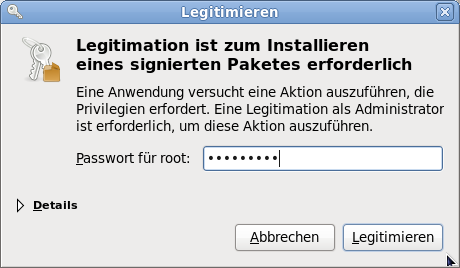 Legitimieren
Legitimation ist zum Installieren
eines signierten Paketes erforderlich
Eine Anwendung versucht eine Aktion auszuführen, die
Privilegien erfordert. Eine Legitimation als Administrator
ist erforderlich, um diese Aktion auszuführen.
Passwort für root: •••••••••
Details
Abbrechen Legitimieren